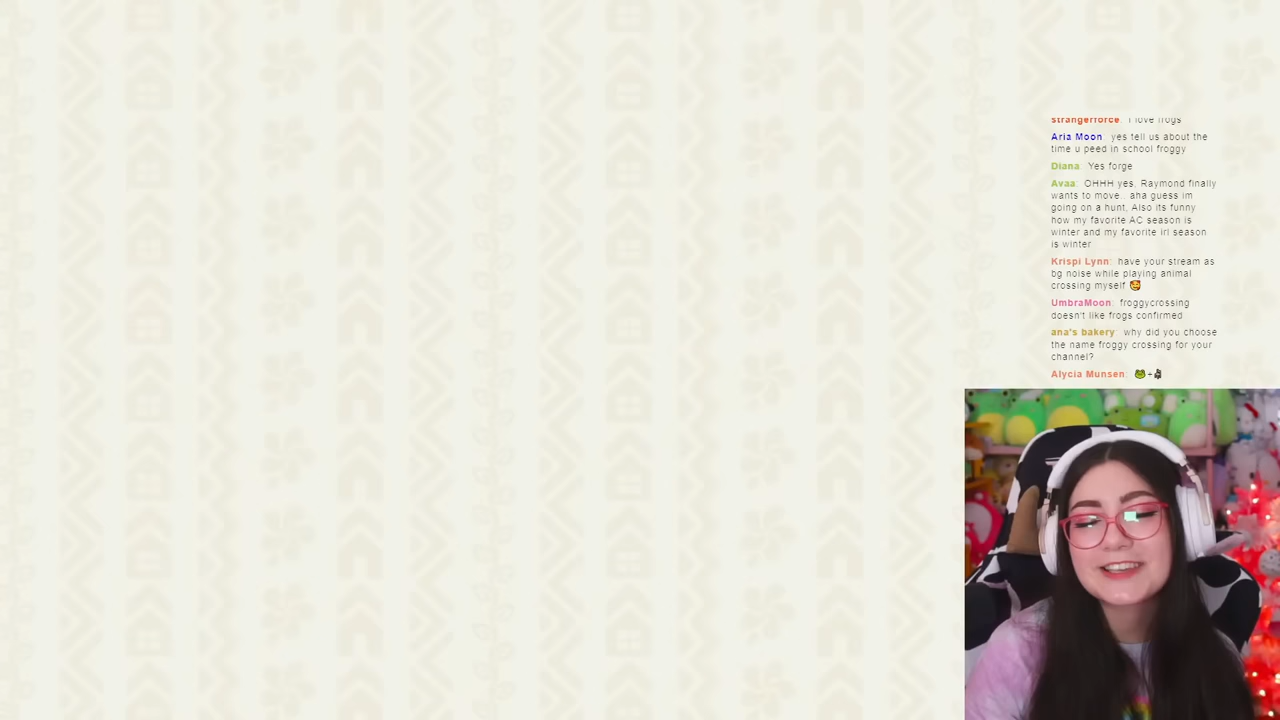 strangerforce: I love frogs
Aria Moon: yes tell us about the
time u peed in school froggy
Diana: Yes forge
Avaa: OHHH yes, Raymond finally
wants to move.. aha guess im
going on a hunt, Also its funny
how my favorite AC season is
winter and my favorite irl season
is winter
Krispi Lynn: have your stream as
bg noise while playing animal
crossing myself 🥰
UmbraMoon: froggycrossing
doesn't like frogs confirmed
ana's bakery: why did you choose
the name froggy crossing for your
channel?
Alycia Munsen: 🐸+